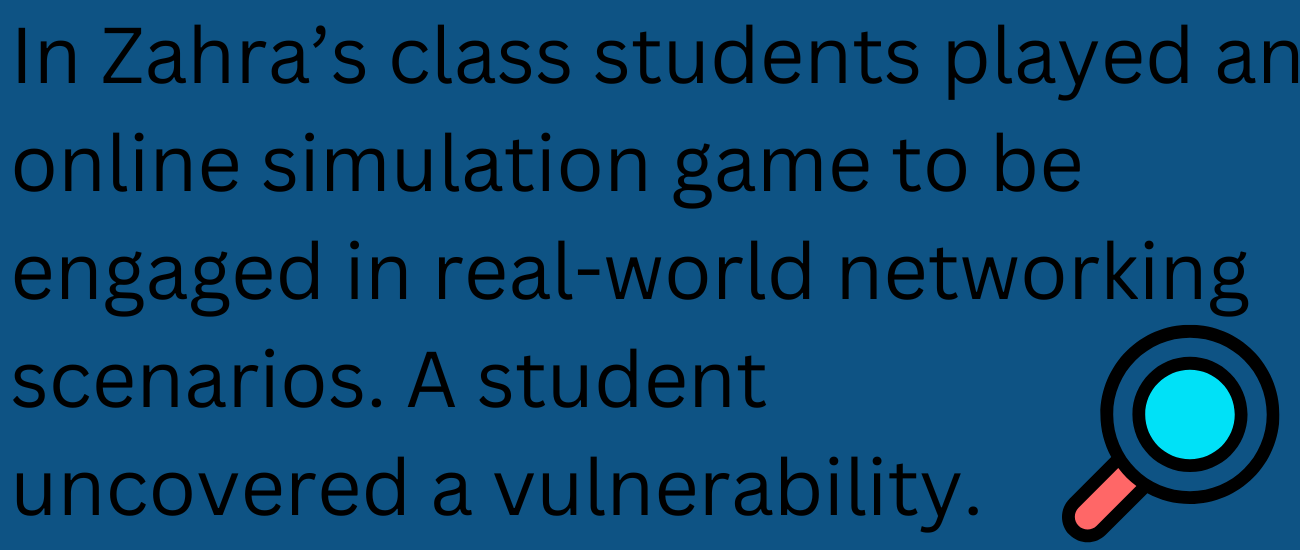 In Zahra’s class students played an
online simulation game to be
engaged in real-world networking
scenarios. A student
uncovered a vulnerability.